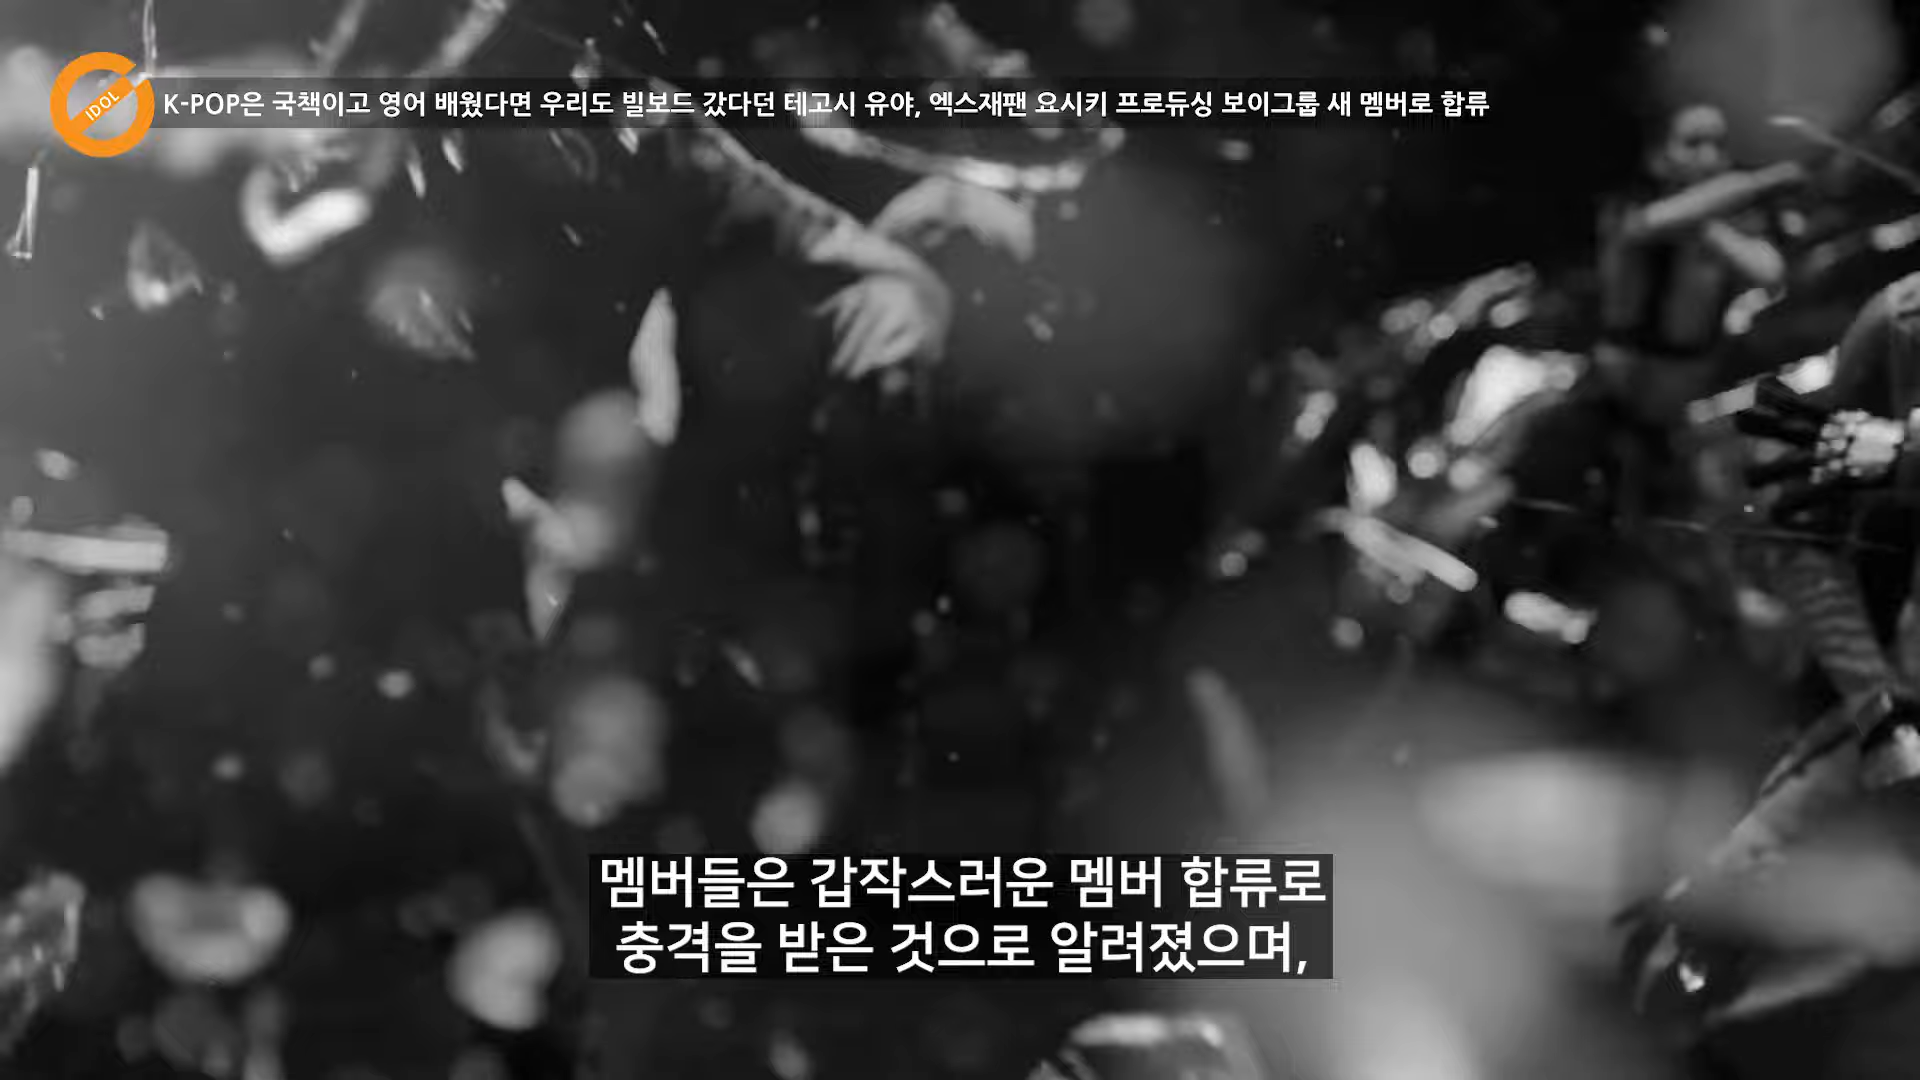 IDOL
K-POP은 국책이고 영어 배웠다면 우리도 빌보드 갔다던 테고시 유야, 엑스재팬 요시키 프로듀싱 보이그룹 새 멤버로 합류
멤버들은 갑작스러운 멤버 합류로
충격을 받은 것으로 알려졌으며,